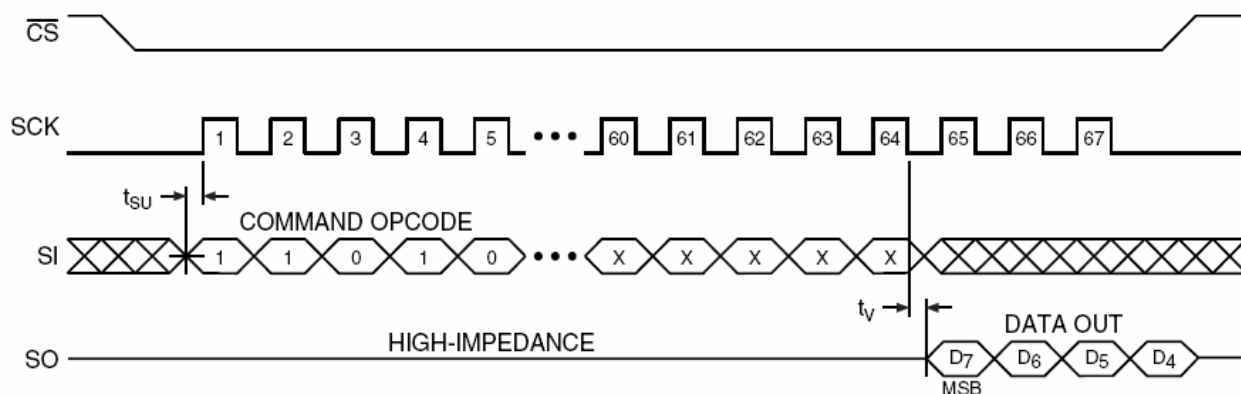 CS
SCK 1 2 3 4 5 ••• 60 61 62 63 64 65 66 67
tSU
COMMAND OPCODE
SI 1 1 0 1 0 ••• X X X X X
tV
HIGH-IMPEDANCE
DATA OUT
SO D7 D6 D5 D4
MSB